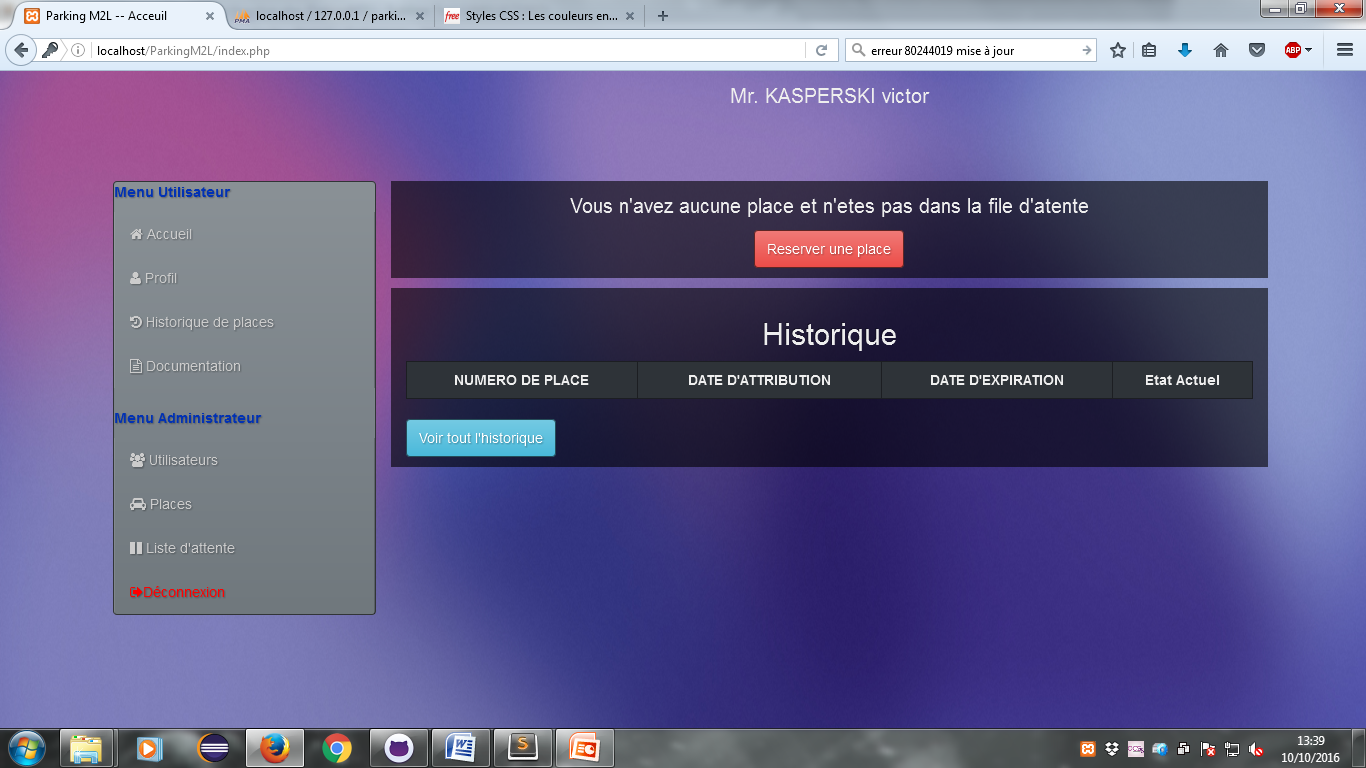 Parking M2L -- Acceuil
localhost / 127.0.0.1 / parki...
Styles CSS : Les couleurs en...
localhost/ParkingM2L/index.php
erreur 80244019 mise à jour
ABP
Mr. KASPERSKI victor
Menu Utilisateur
Accueil
Profil
Historique de places
Documentation
Menu Administrateur
Utilisateurs
Places
Liste d'attente
Déconnexion
Vous n'avez aucune place et n'etes pas dans la file d'atente
Reserver une place
Historique
NUMERO DE PLACE DATE D'ATTRIBUTION DATE D'EXPIRATION Etat Actuel
Voir tout l'historique
13:39
10/10/2016